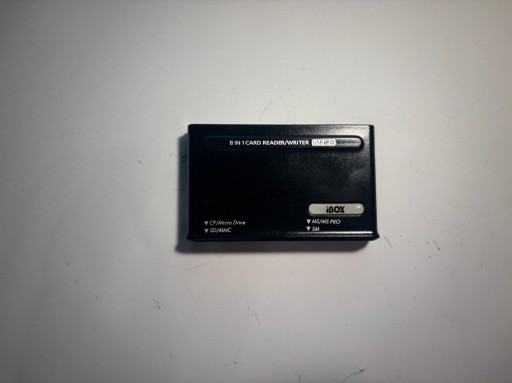 8 IN 1 CARD READER/WRITER USB 2.0
iBOX
▼ CF/Micro Drive ▼ MS/MS PRO
▼ SD/MMC ▼ SM